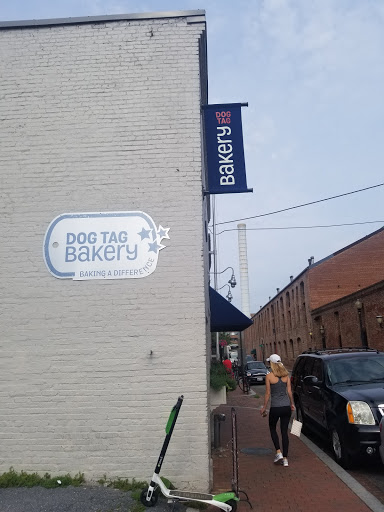 DOG
TAG
BAKERY
DOG TAG
BAKERY
BAKING A DIFFERENCE